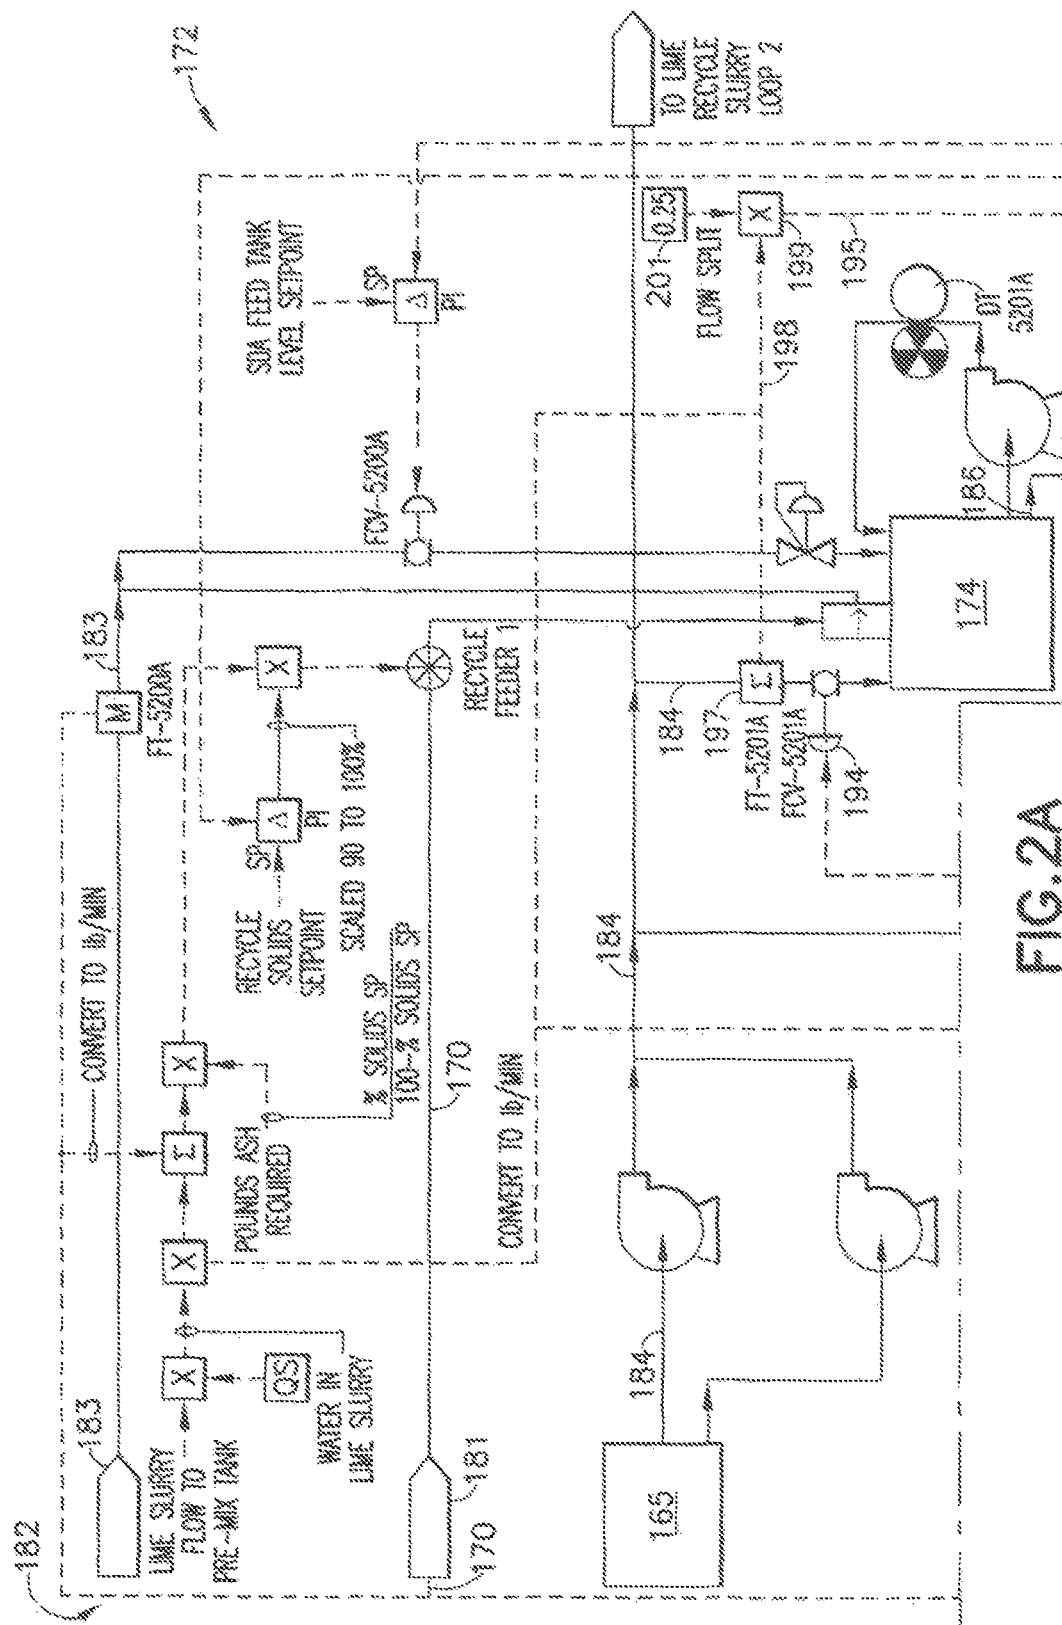 182
172
183
LIME SLURRY
FLOW TO
PRE-MIX TANK
X
QS
WATER IN
LIME SLURRY
X
Σ
CONVERT TO lb/MIN
X
POUNDS ASH
REQUIRED
% SOLIDS SP
100-% SOLIDS SP
183
M
FT-5200A
RECYCLE
SOLIDS
SETPOINT
SP
Δ
PI
SCALED 90 TO 100%
X
SDA FEED TANK
LEVEL SETPOINT
SP
Δ
PI
FCV-5200A
RECYCLE
FEEDER 1
181
170
170
CONVERT TO lb/MIN
165
184
184
184
197
Σ
FT-5201A
FCV-5201A
194
198
TO LIME
RECYCLE
SLURRY
LOOP 2
201
0.25
FLOW SPLIT
X
199
195
174
186
DT
5201A
FIG.2A